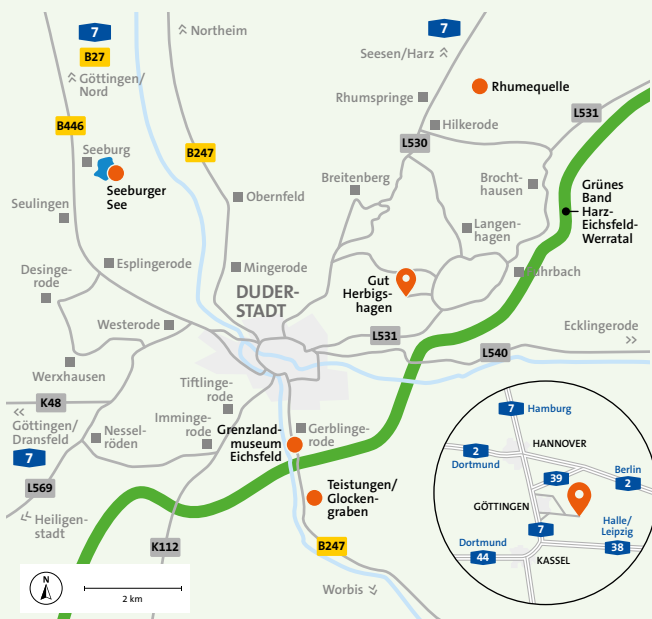 7
B27
Göttingen/
Nord
Northeim
7
Seesen/Harz
Rhumequelle
Rhumspringe
L531
B446
Hilkerode
L530
Seeburg
B247
Seeburger
See
Breitenberg
Brocht-
hausen
Grünes
Band
Harz-
Eichsfeld-
Werratal
Obernfeld
Seulingen
Langen-
hagen
Esplingerode
Mingerode
Desinge-
rode
Fuhrbach
Gut
Herbigs-
hagen
DUDER-
STADT
Westerode
L531
Ecklingerode
L540
Werxhausen
Tiftlinge-
rode
K48
Göttingen/
Dransfeld
7
Nessel-
röden
Imminge-
rode
Grenzland-
museum
Eichsfeld
Gerblinge-
rode
L569
Heiligen-
stadt
Teistungen/
Glocken-
graben
K112
B247
Worbis
N
2 km
7
Hamburg
HANNOVER
2
Dortmund
39
Berlin
2
GÖTTINGEN
7
Halle/
Leipzig
38
Dortmund
44
KASSEL